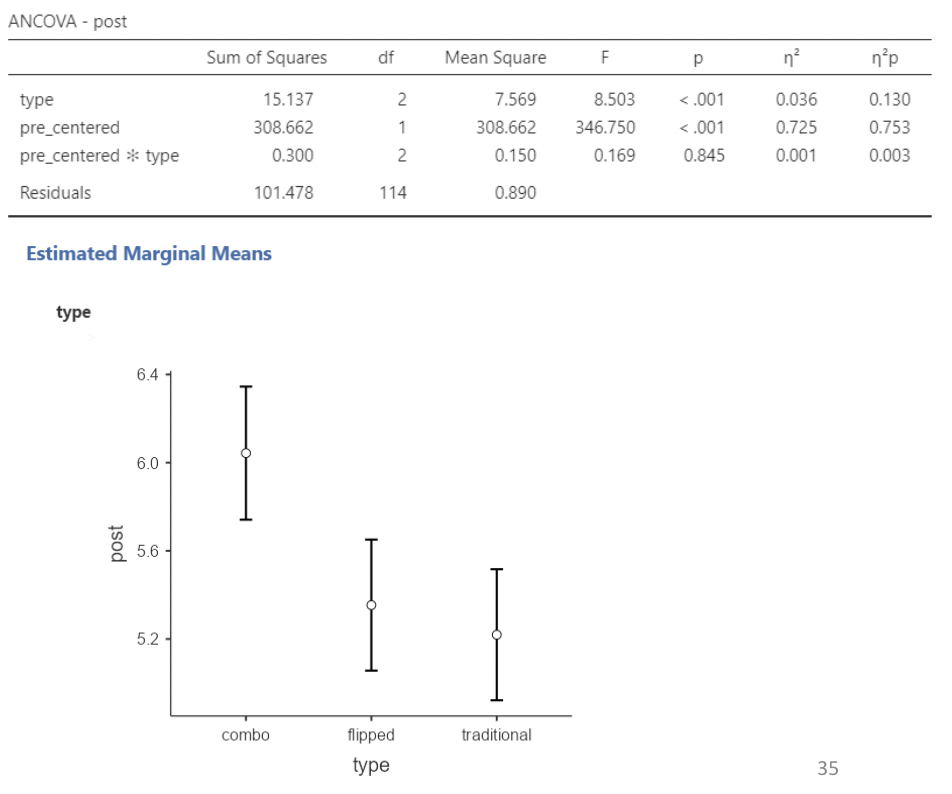 ANCOVA - post
Sum of Squares df Mean Square F p η² η²p
type 15.137 2 7.569 8.503 < .001 0.036 0.130
pre_centered 308.662 1 308.662 346.750 < .001 0.725 0.753
pre_centered ✻ type 0.300 2 0.150 0.169 0.845 0.001 0.003
Residuals 101.478 114 0.890
Estimated Marginal Means
type
6.4
6.0
5.6
5.2
post
combo flipped traditional
type
35